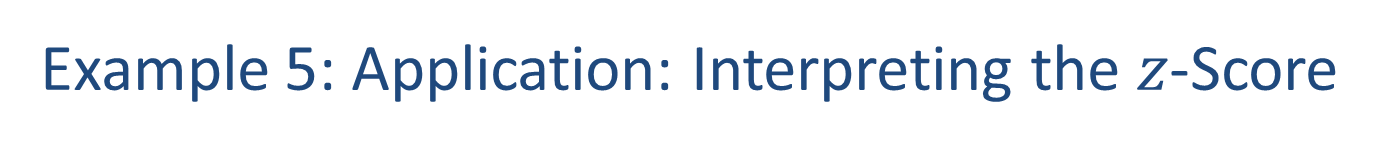 Example 5: Application: Interpreting the z-Score